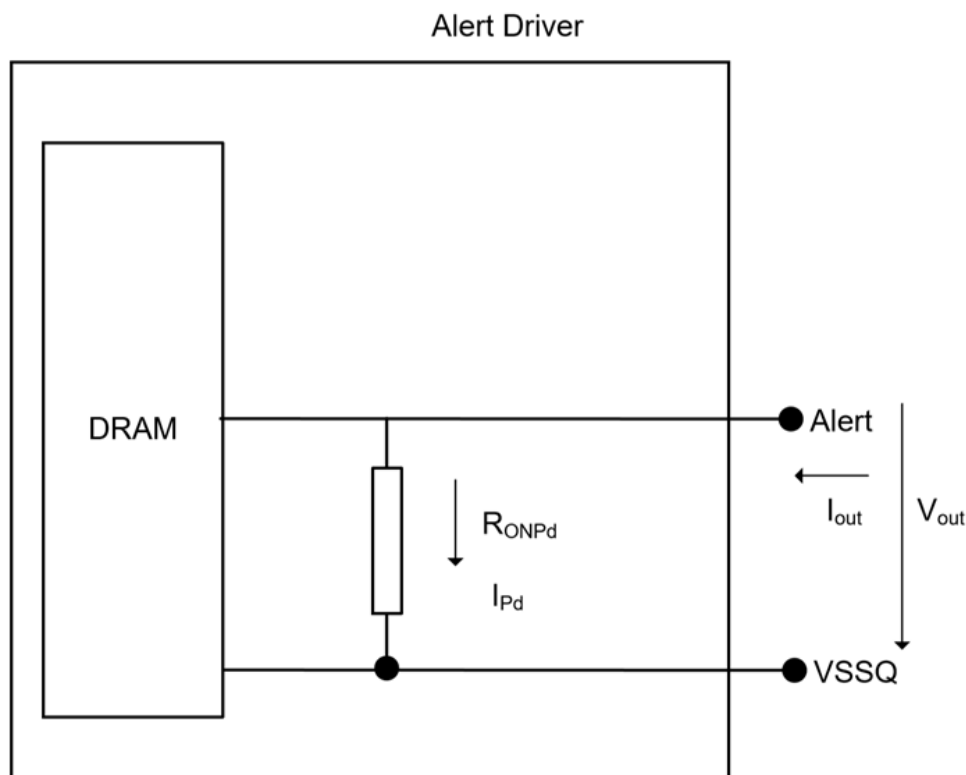 Alert Driver
DRAM
Alert
Iout
Vout
RONPd
IPd
VSSQ